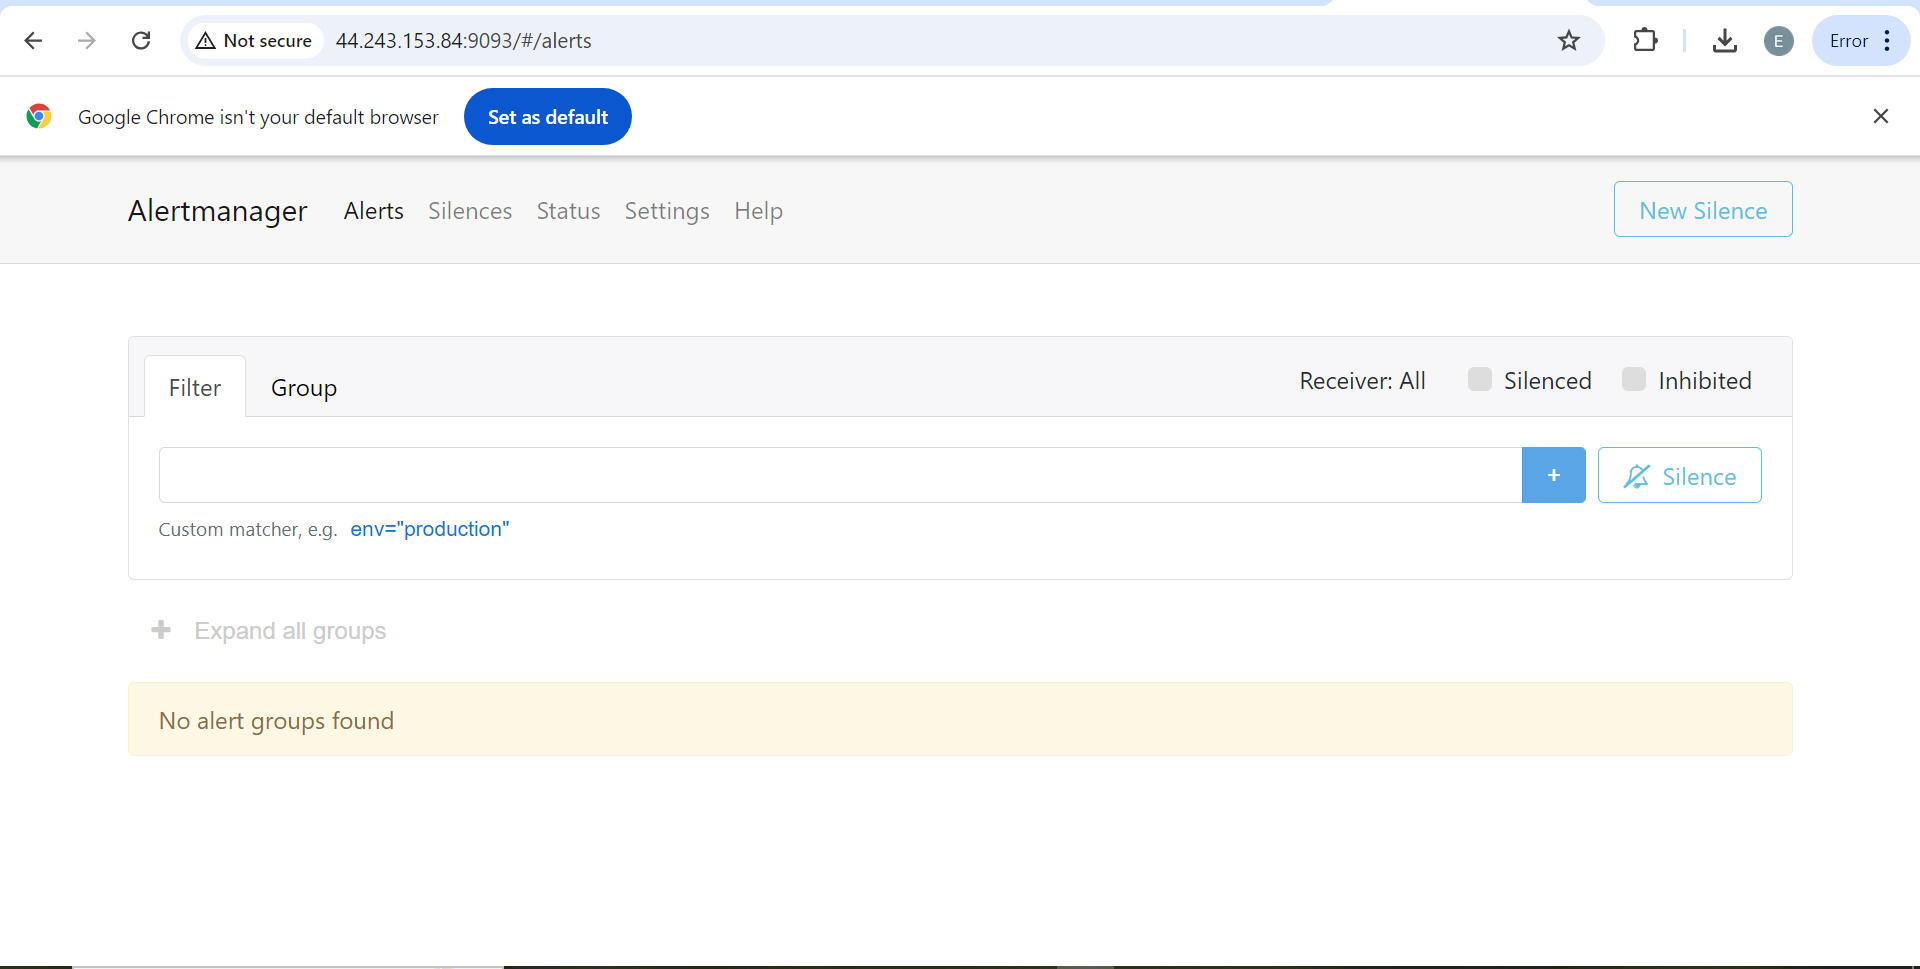 Not secure 44.243.153.84:9093/#/alerts E Error
Google Chrome isn't your default browser Set as default
Alertmanager Alerts Silences Status Settings Help New Silence
Filter Group Receiver: All Silenced Inhibited
+ Silence
Custom matcher, e.g. env="production"
+ Expand all groups
No alert groups found